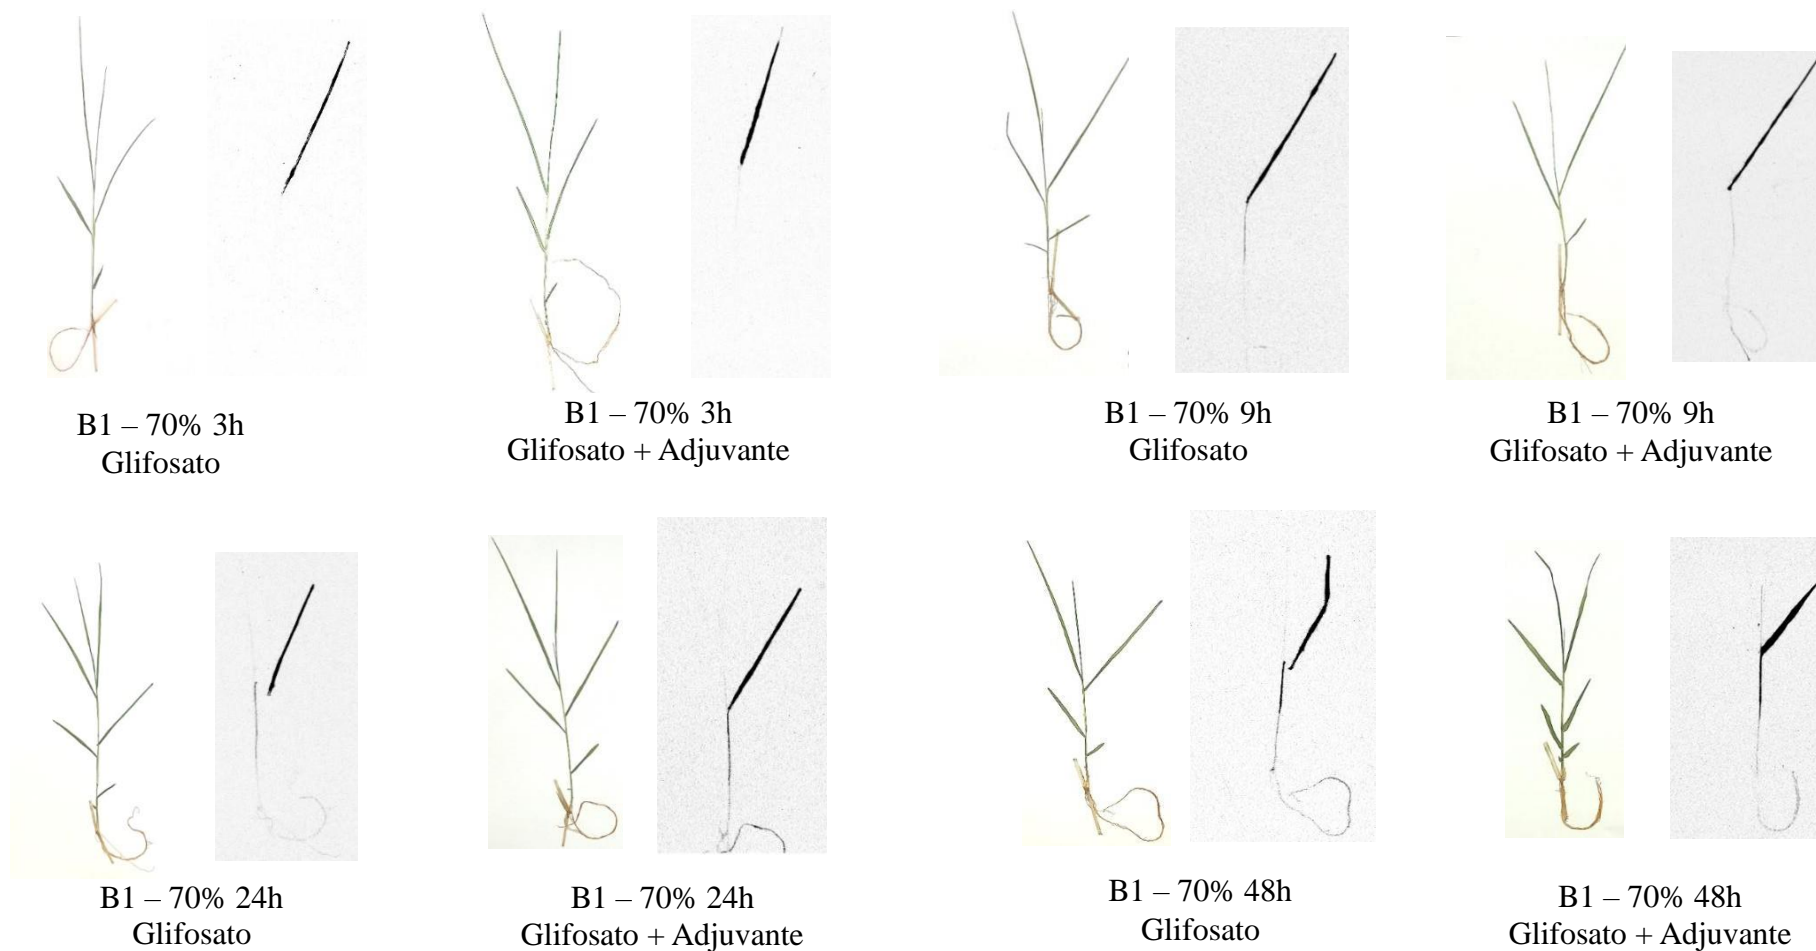 B1 – 70% 3h
Glifosato
B1 – 70% 3h
Glifosato + Adjuvante
B1 – 70% 9h
Glifosato
B1 – 70% 9h
Glifosato + Adjuvante
B1 – 70% 24h
Glifosato
B1 – 70% 24h
Glifosato + Adjuvante
B1 – 70% 48h
Glifosato
B1 – 70% 48h
Glifosato + Adjuvante